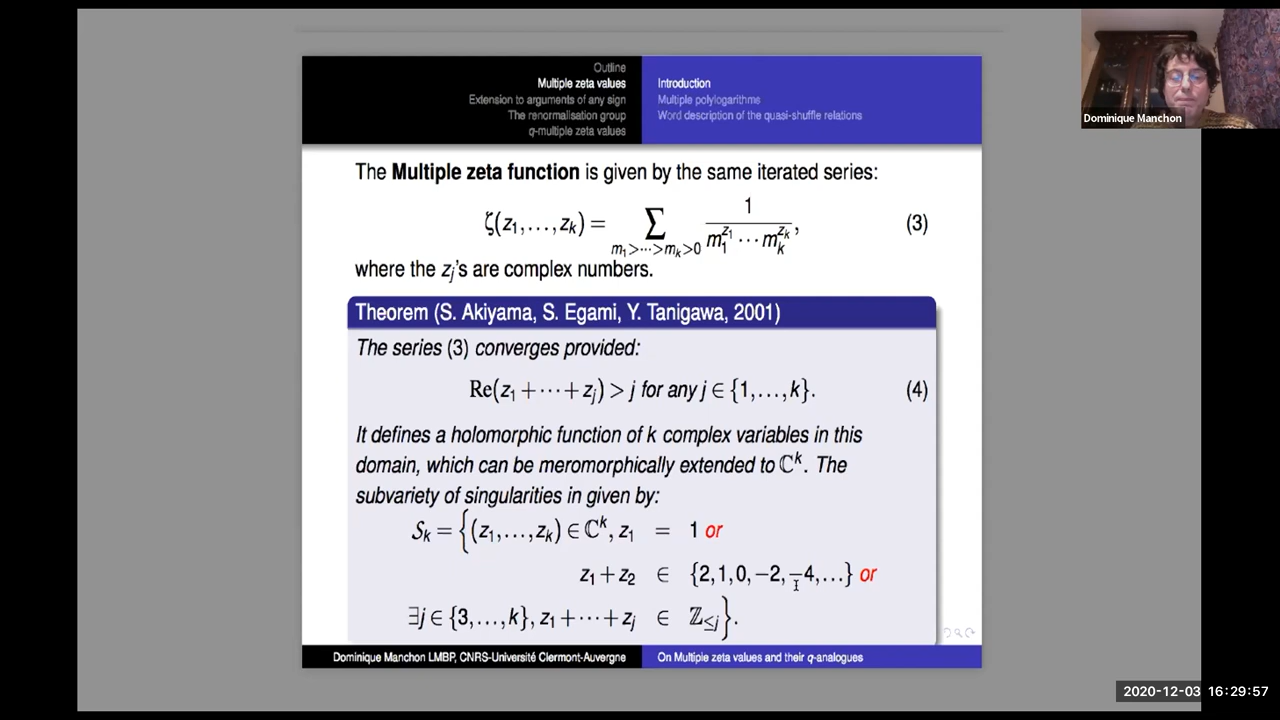 Outline
Multiple zeta values
Extension to arguments of any sign
The renormalisation group
q-multiple zeta values
Introduction
Multiple polylogarithms
Word description of the quasi-shuffle relations
Dominique Manchon
The Multiple zeta function is given by the same iterated series:
ζ(z₁,...,zₖ) = ∑_{m₁>···>mₖ>0} 1/(m₁^{z₁} ··· mₖ^{zₖ}), (3)
where the zⱼ's are complex numbers.
Theorem (S. Akiyama, S. Egami, Y. Tanigawa, 2001)
The series (3) converges provided:
Re(z₁+···+zⱼ) > j for any j ∈ {1,...,k}. (4)
It defines a holomorphic function of k complex variables in this
domain, which can be meromorphically extended to ℂᵏ. The
subvariety of singularities in given by:
Sₖ = {(z₁,...,zₖ) ∈ ℂᵏ, z₁ = 1 or
z₁+z₂ ∈ {2,1,0,−2,−4,...} or
∃j ∈ {3,...,k}, z₁+···+zⱼ ∈ ℤ_{≤j}}.
Dominique Manchon LMBP, CNRS-Université Clermont-Auvergne
On Multiple zeta values and their q-analogues
2020-12-03 16:29:57